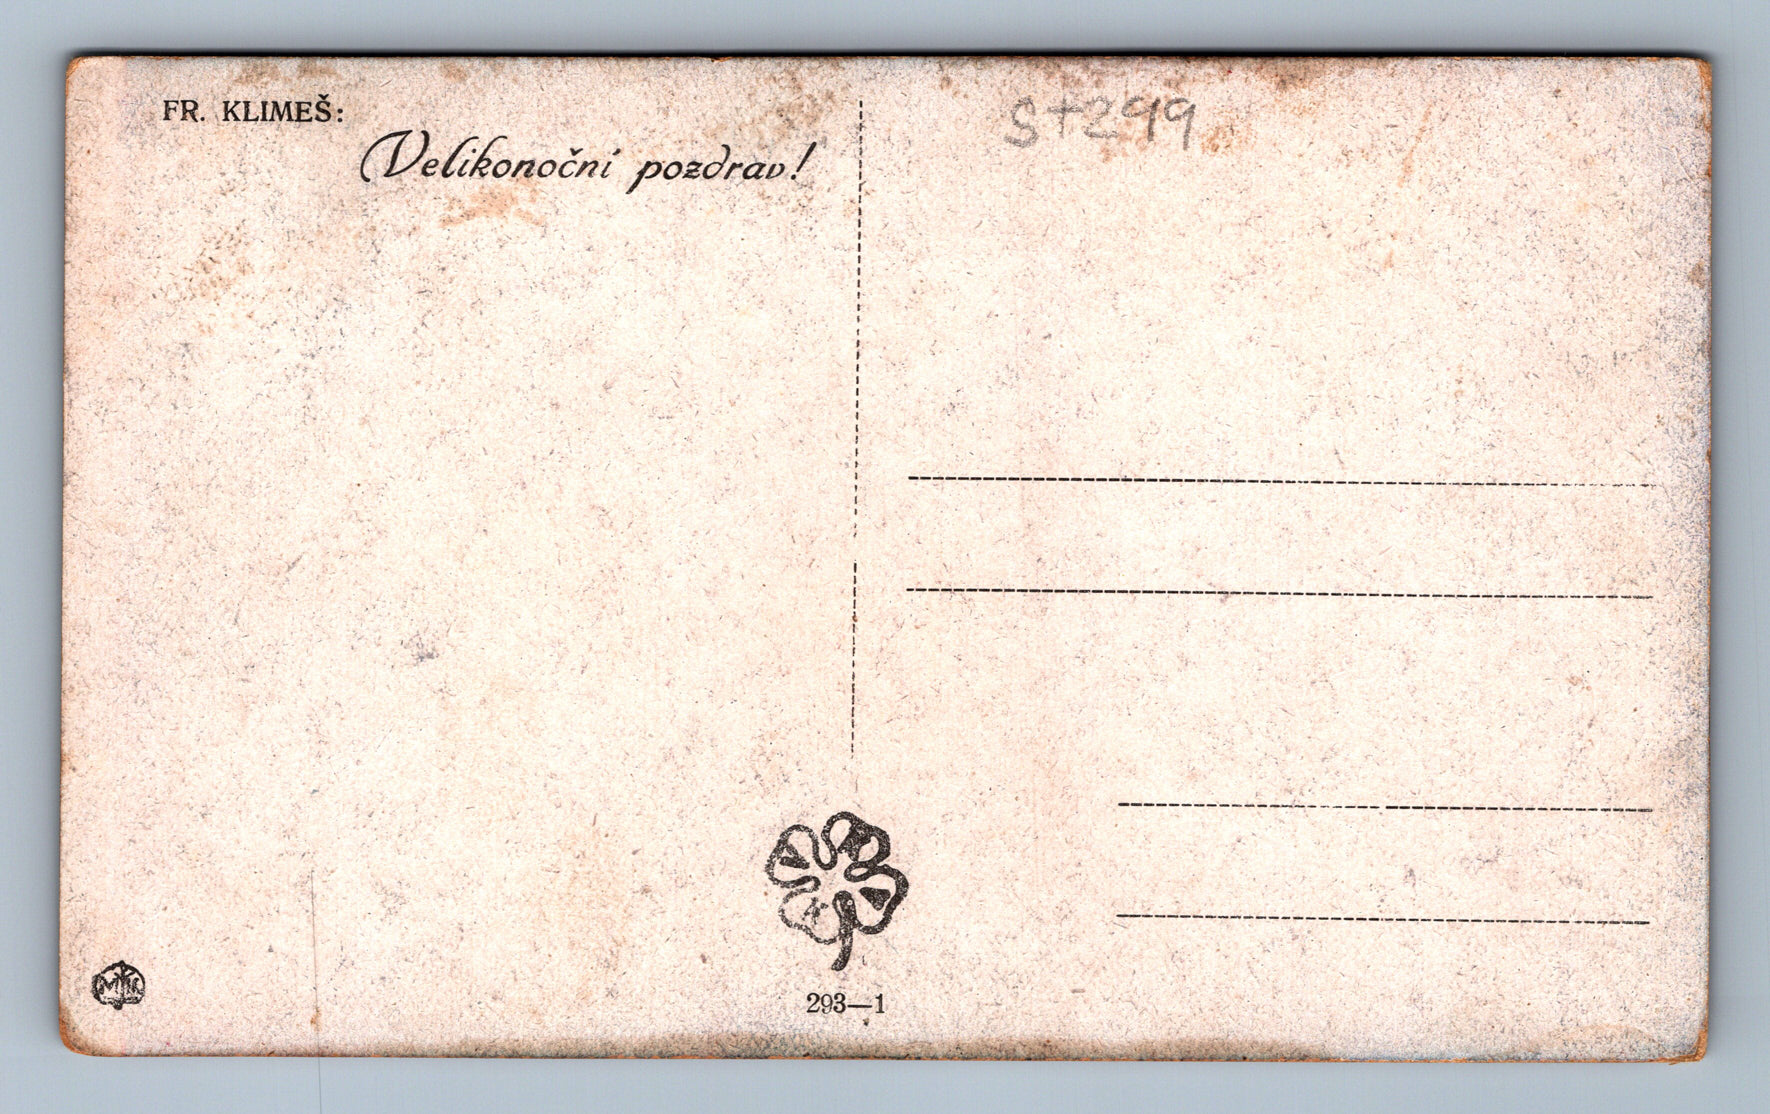 FR. KLIMEŠ:
Velikonoční pozdrav!
St299
293—1